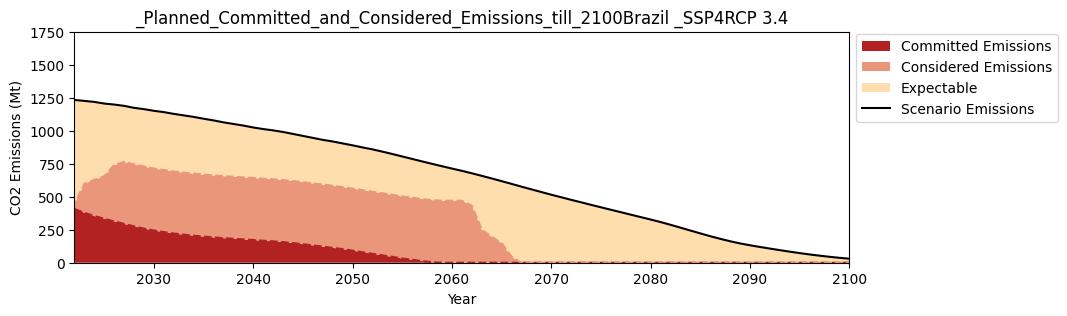 _Planned_Committed_and_Considered_Emissions_till_2100Brazil _SSP4RCP 3.4
1750
1500
1250
1000
750
500
250
0
CO2 Emissions (Mt)
2030
2040
2050
2060
2070
2080
2090
2100
Year
Committed Emissions
Considered Emissions
Expectable
Scenario Emissions